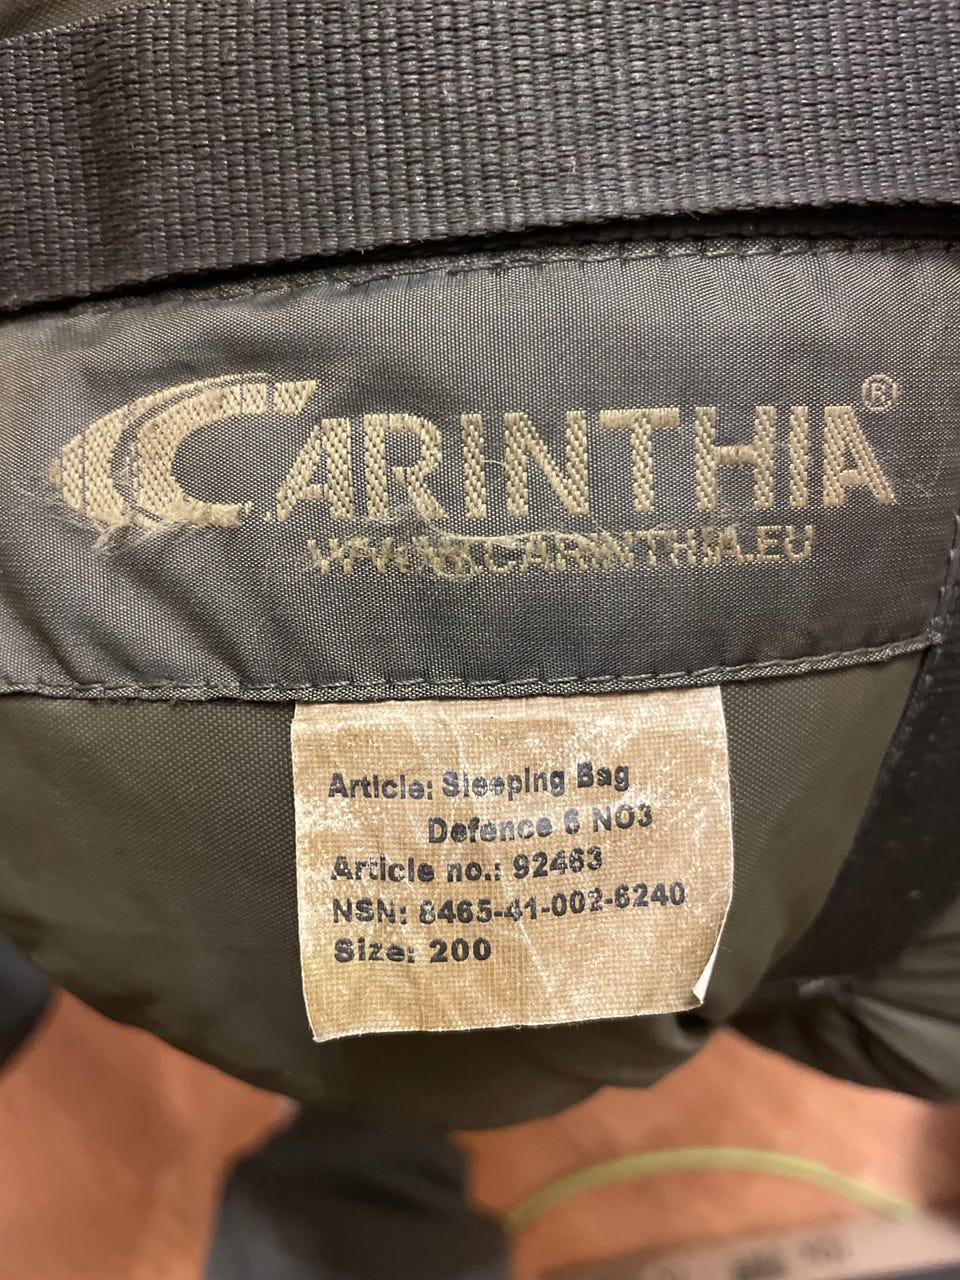 CARINTHIA®
WWW.CARINTHIA.EU
Article: Sleeping Bag
Defence 6 NO3
Article no.: 92463
NSN: 8465-41-002-6240
Size: 200